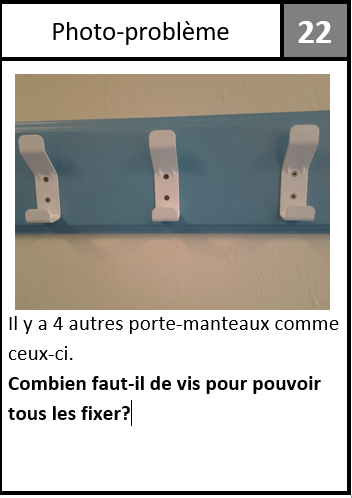 Photo-problème
22
Il y a 4 autres porte-manteaux comme
ceux-ci.
Combien faut-il de vis pour pouvoir
tous les fixer?